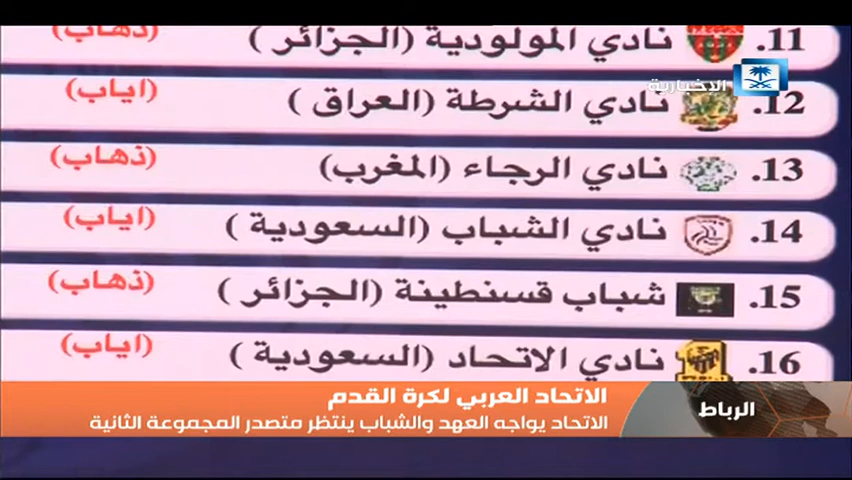 11. نادي المولودية (الجزائر ) (ذهاب)
الإخبارية
12. نادي الشرطة (العراق ) (اياب)
13. نادي الرجاء (المغرب) (ذهاب)
14. نادي الشباب (السعودية ) (اياب)
15. شباب قسنطينة (الجزائر ) (ذهاب)
16. نادي الاتحاد (السعودية ) (اياب)
الاتحاد العربي لكرة القدم
الرباط
الاتحاد يواجه العهد والشباب ينتظر متصدر المجموعة الثانية